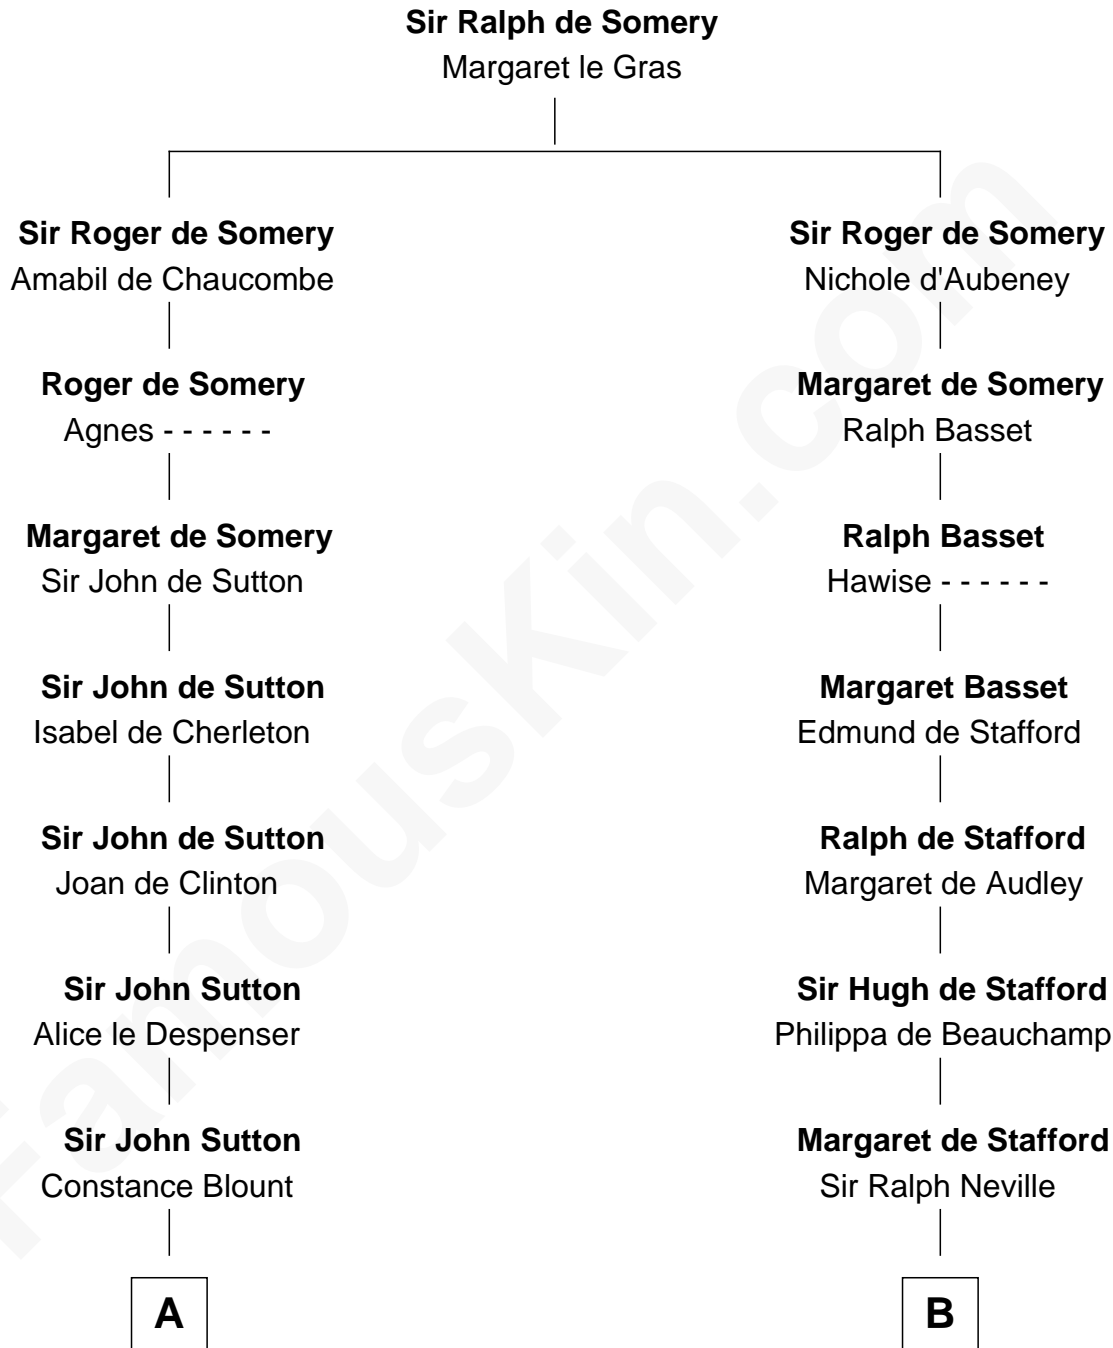 Sir Ralph de Somery
Margaret le Gras
Sir Roger de Somery
Amabil de Chaucombe
Sir Roger de Somery
Nichole d'Aubeney
Roger de Somery
Agnes - - - - - -
Margaret de Somery
Ralph Basset
Margaret de Somery
Sir John de Sutton
Ralph Basset
Hawise - - - - - -
Sir John de Sutton
Isabel de Cherleton
Margaret Basset
Edmund de Stafford
Sir John de Sutton
Joan de Clinton
Ralph de Stafford
Margaret de Audley
Sir John Sutton
Alice le Despenser
Sir Hugh de Stafford
Philippa de Beauchamp
Sir John Sutton
Constance Blount
Margaret de Stafford
Sir Ralph Neville
A
B
FamousKin.com